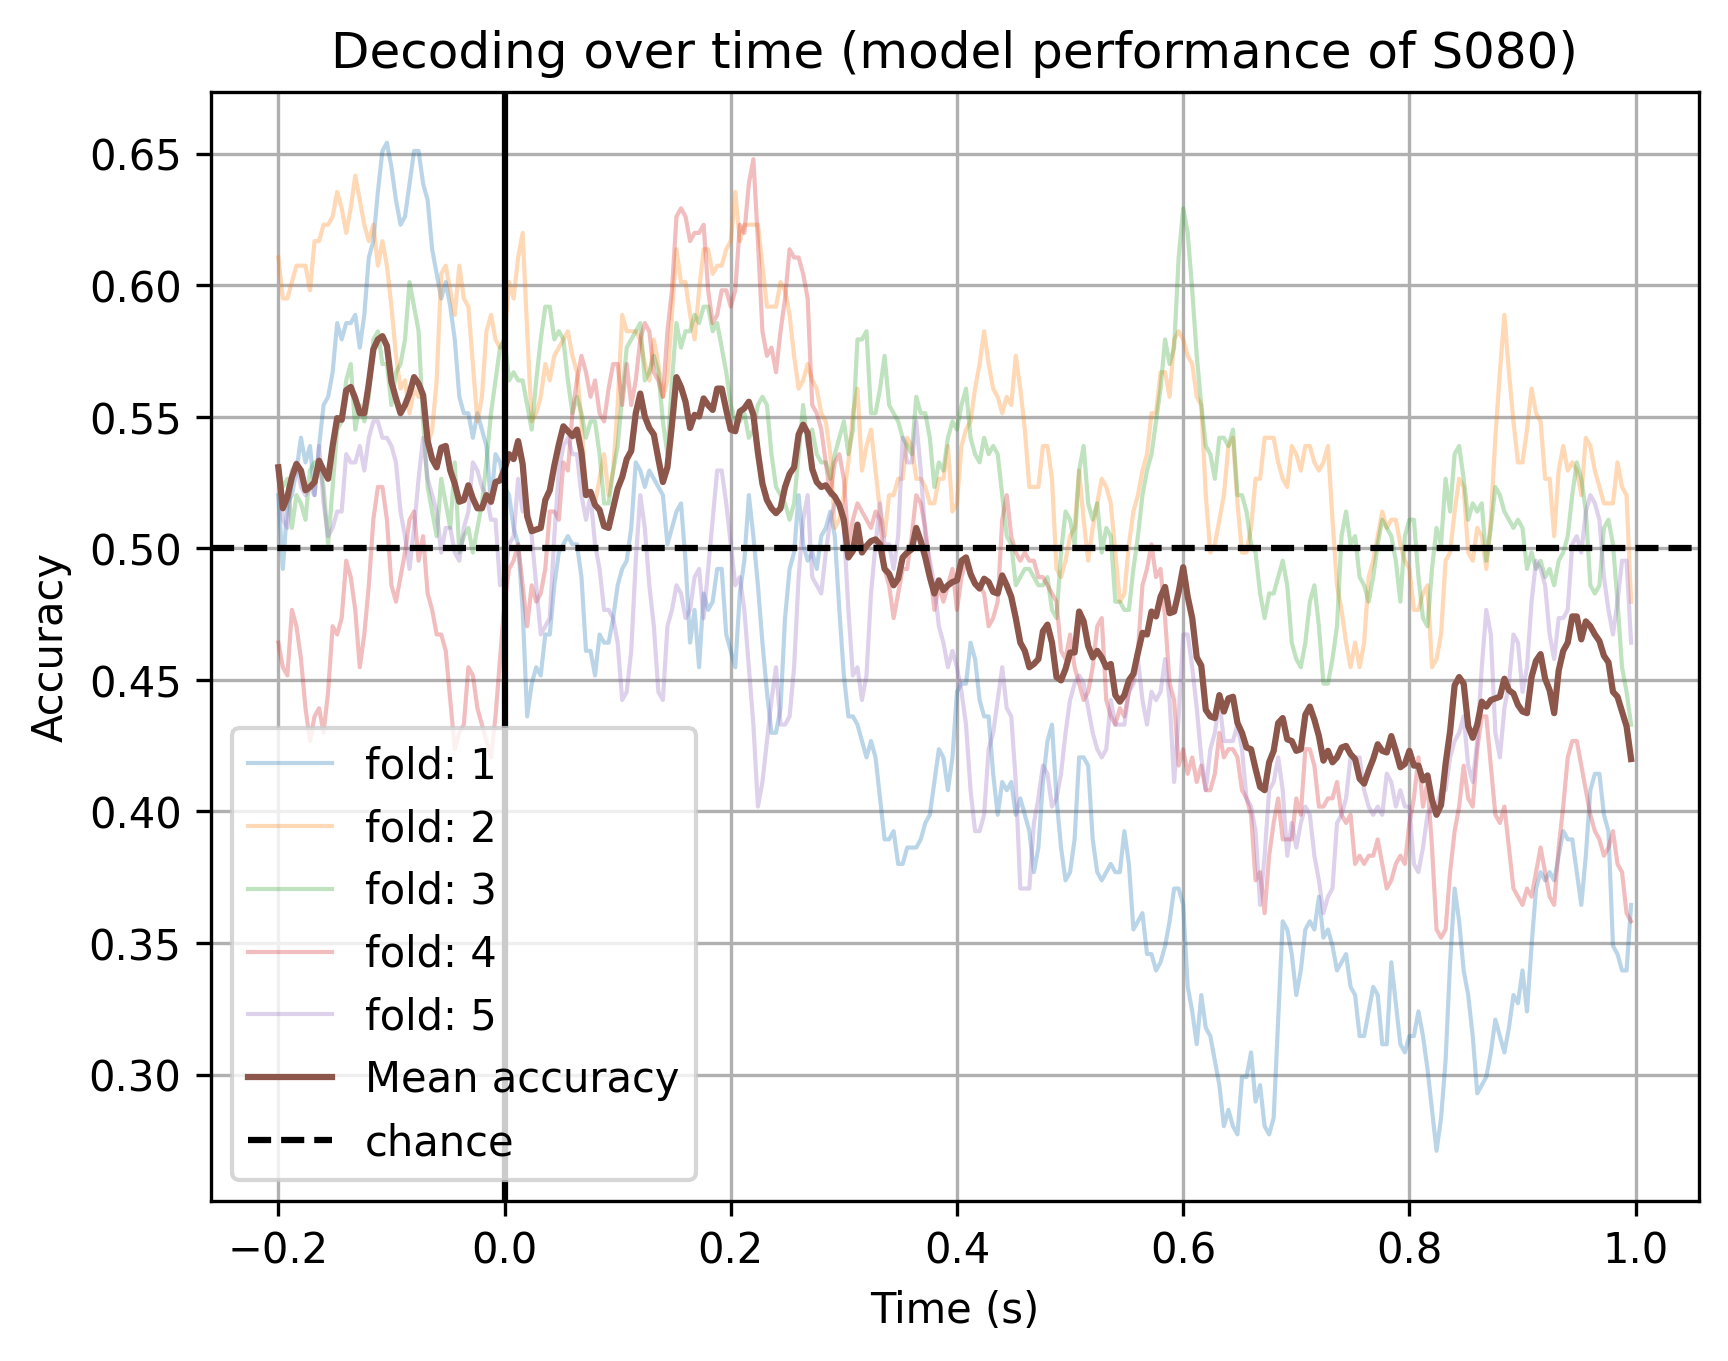 Decoding over time (model performance of S080)
Accuracy
0.65
0.60
0.55
0.50
0.45
0.40
0.35
0.30
fold: 1
fold: 2
fold: 3
fold: 4
fold: 5
Mean accuracy
chance
−0.2 0.0 0.2 0.4 0.6 0.8 1.0
Time (s)